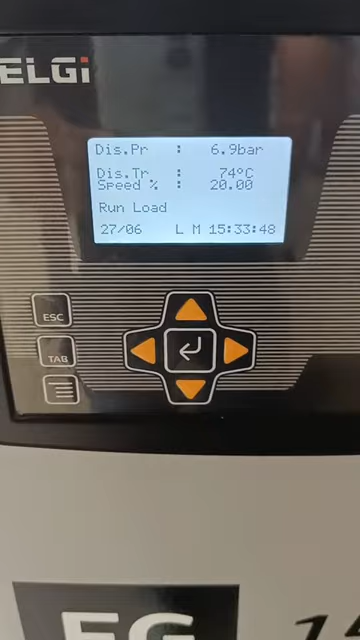 ELGi
Dis.Pr : 6.9bar
Dis.Tr : 74°C
Speed % : 20.00
Run Load
27/06 L M 15:33:48
ESC
TAB
EG